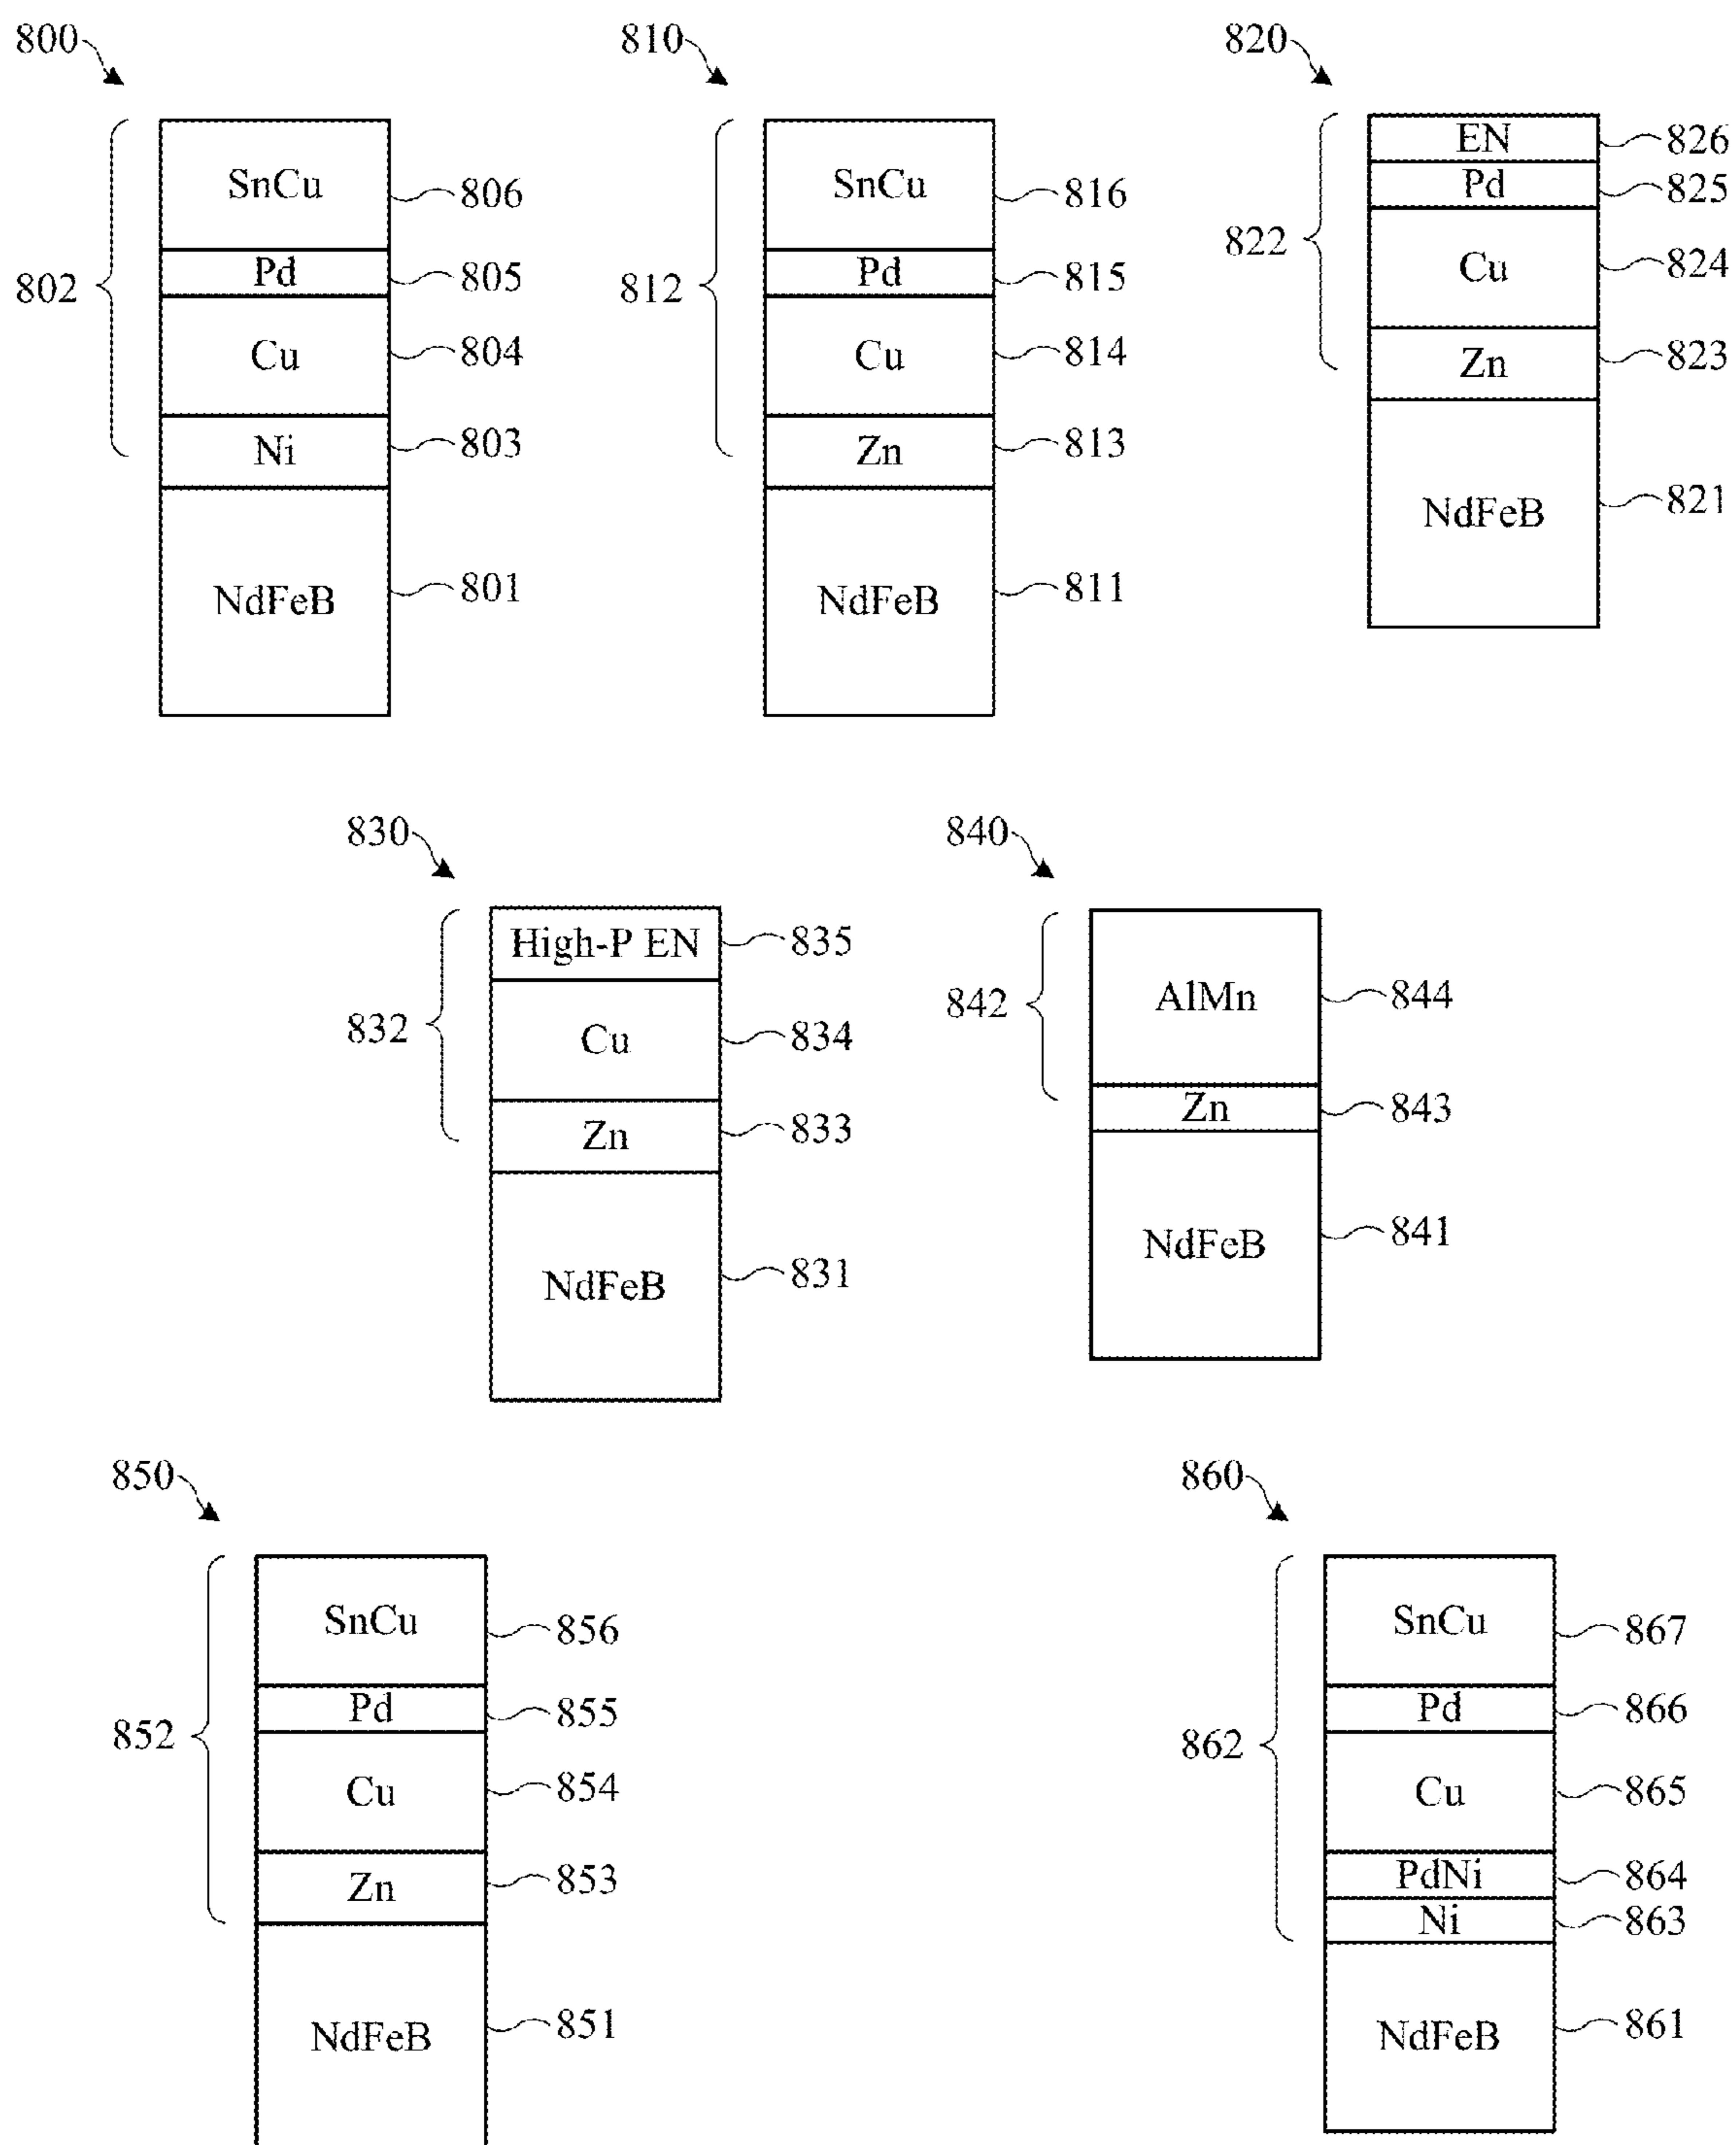 800
SnCu
806
Pd
805
802
Cu
804
Ni
803
NdFeB
801
810
SnCu
816
Pd
815
812
Cu
814
Zn
813
NdFeB
811
820
EN
826
Pd
825
822
Cu
824
Zn
823
NdFeB
821
830
High-P EN
835
832
Cu
834
Zn
833
NdFeB
831
840
AlMn
844
842
Zn
843
NdFeB
841
850
SnCu
856
Pd
855
852
Cu
854
Zn
853
NdFeB
851
860
SnCu
867
Pd
866
862
Cu
865
PdNi
864
Ni
863
NdFeB
861